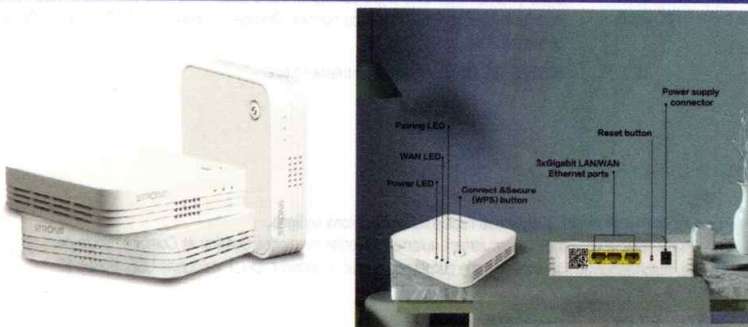 STRONG
STRONG
STRONG
Pairing LED
WAN LED
Power LED
Connect &Secure
(WPS) button
3xGigabit LAN/WAN
Ethernet ports
Reset button
Power supply
connector